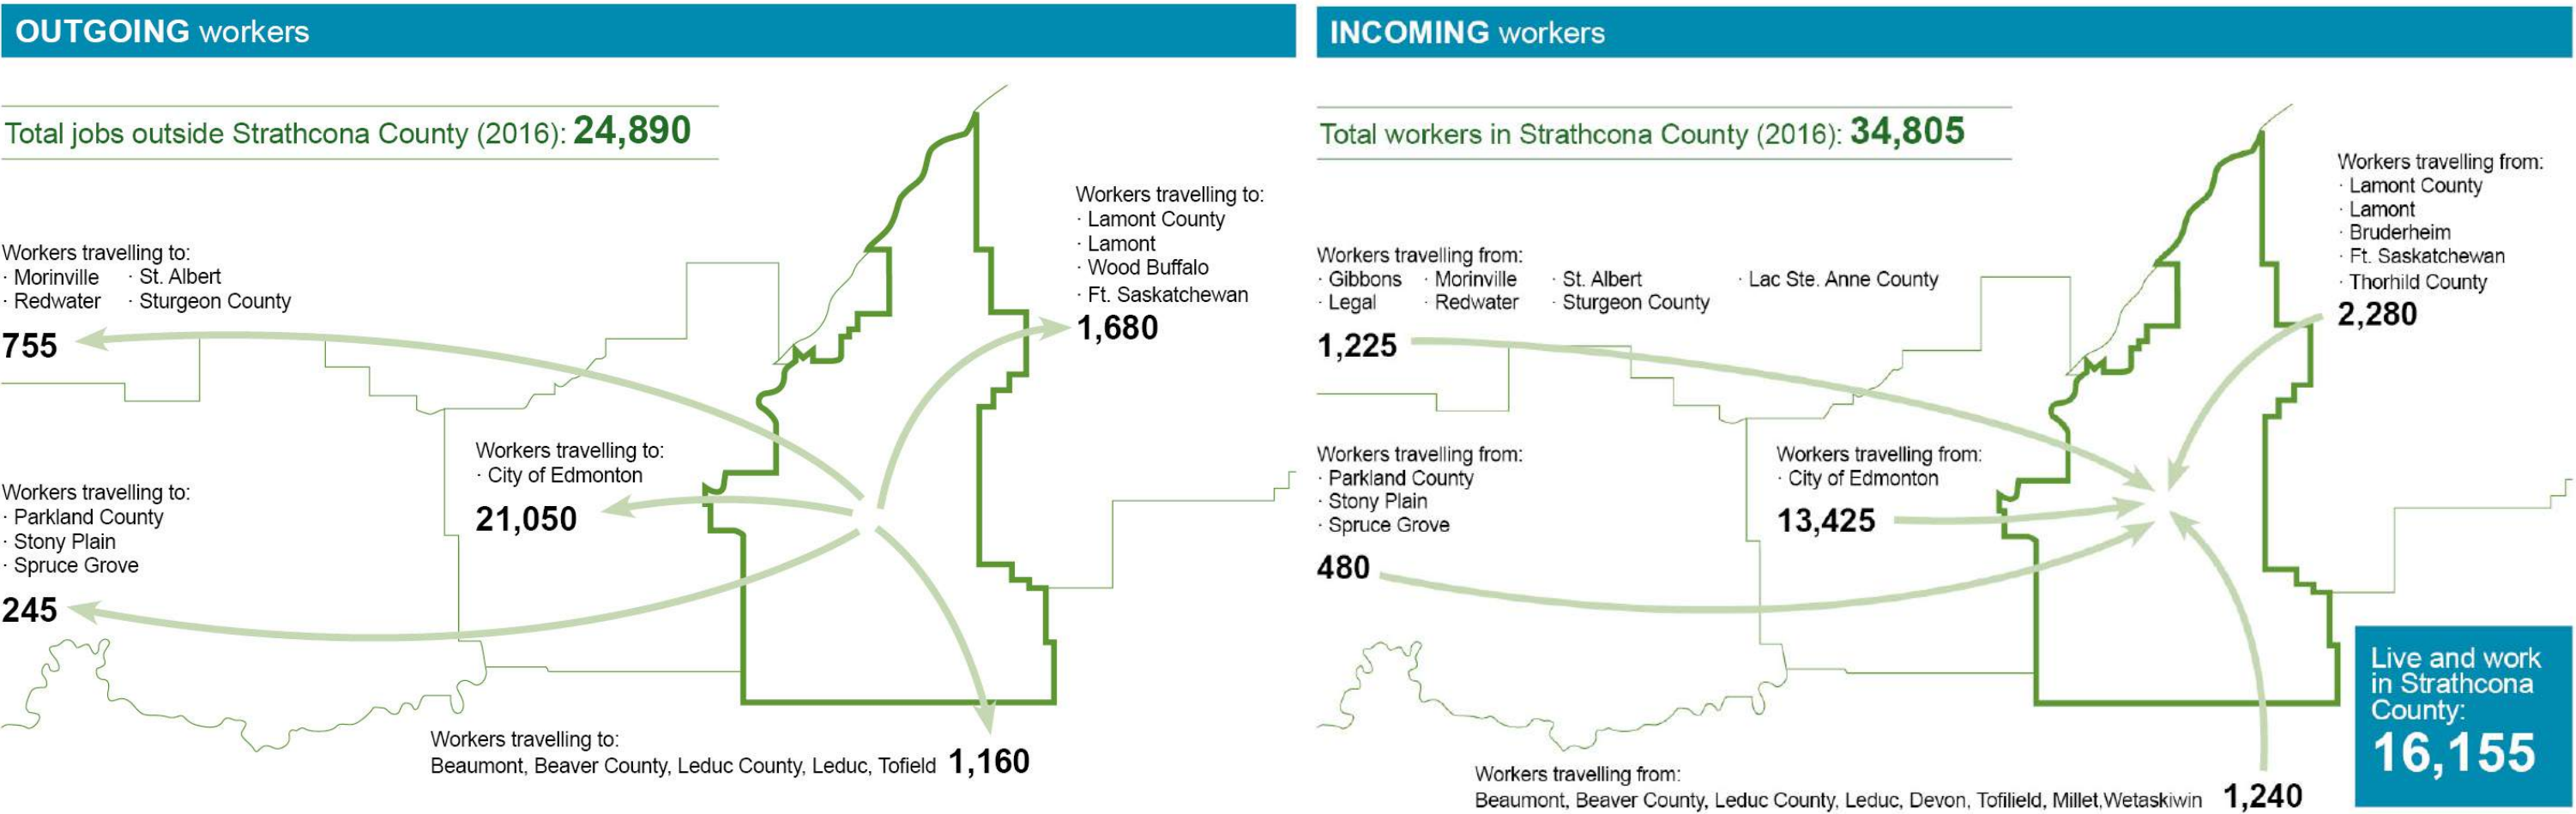 OUTGOING workers
Total jobs outside Strathcona County (2016): 24,890
Workers travelling to:
· Lamont County
· Lamont
· Wood Buffalo
· Ft. Saskatchewan
1,680
Workers travelling to:
· Morinville · St. Albert
· Redwater · Sturgeon County
755
Workers travelling to:
· City of Edmonton
21,050
Workers travelling to:
· Parkland County
· Stony Plain
· Spruce Grove
245
Workers travelling to:
Beaumont, Beaver County, Leduc County, Leduc, Tofield 1,160
INCOMING workers
Total workers in Strathcona County (2016): 34,805
Workers travelling from:
· Lamont County
· Lamont
· Bruderheim
· Ft. Saskatchewan
· Thorhild County
2,280
Workers travelling from:
· Gibbons · Morinville · St. Albert · Lac Ste. Anne County
· Legal · Redwater · Sturgeon County
1,225
Workers travelling from:
· Parkland County
· Stony Plain
· Spruce Grove
480
Workers travelling from:
· City of Edmonton
13,425
Workers travelling from:
Beaumont, Beaver County, Leduc County, Leduc, Devon, Tofilield, Millet,Wetaskiwin 1,240
Live and work
in Strathcona
County:
16,155